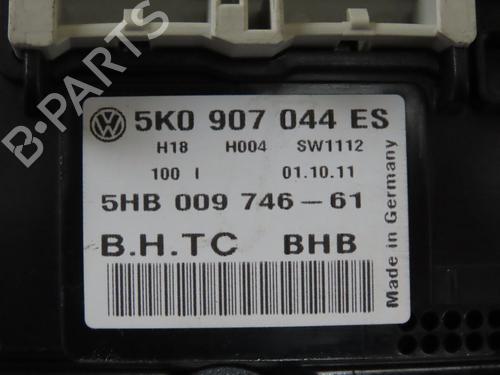 5K0 907 044 ES
H18 H004 SW1112
100 I 01.10.11
5HB 009 746-61
B.H.TC BHB
Made in Germany
B-PARTS